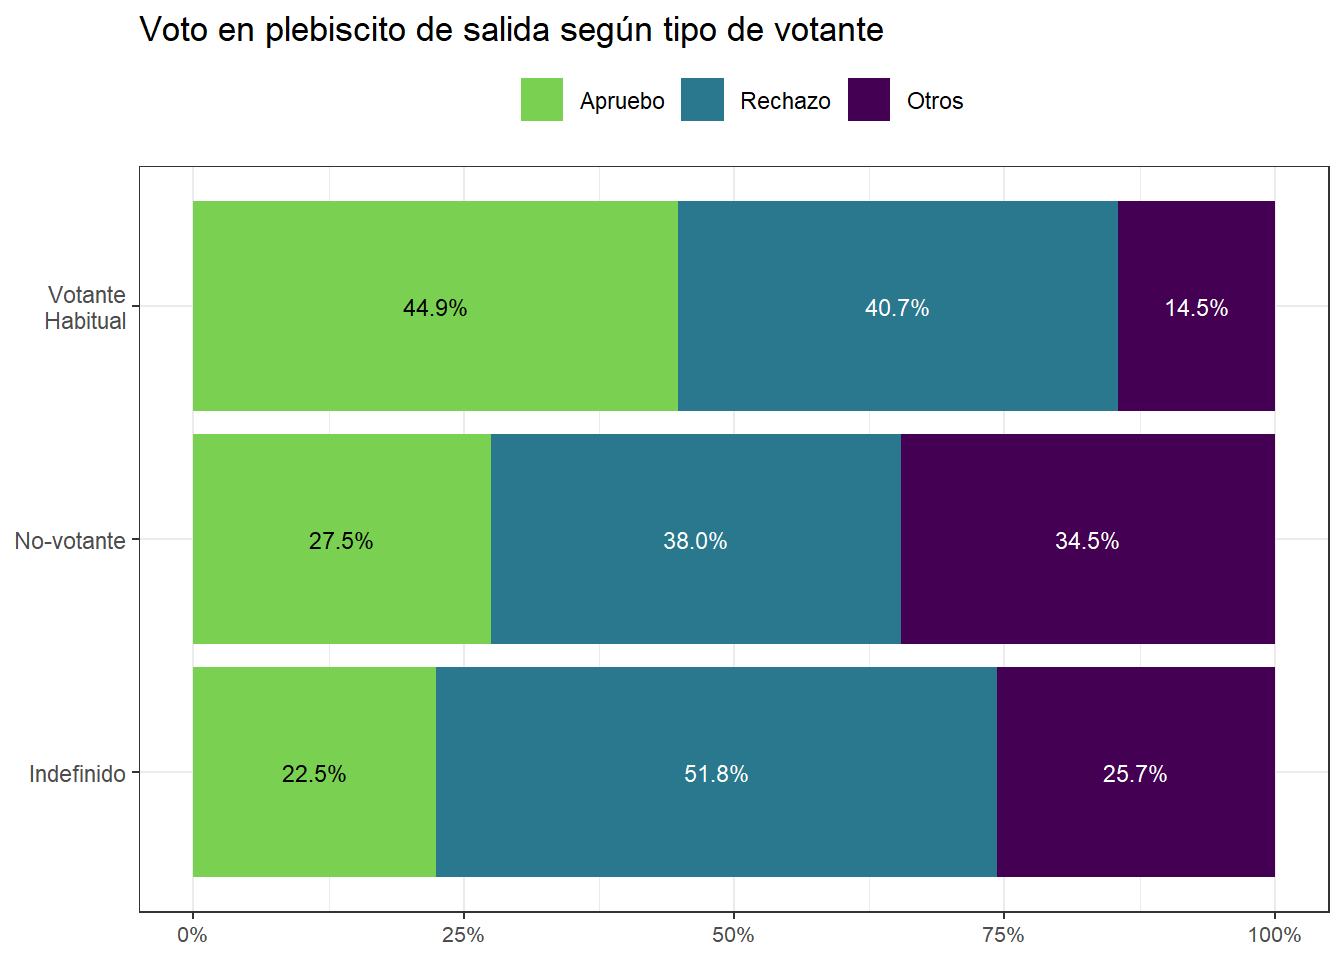 Voto en plebiscito de salida según tipo de votante
Apruebo Rechazo Otros
Votante
Habitual
44.9% 40.7% 14.5%
No-votante 27.5% 38.0% 34.5%
Indefinido 22.5% 51.8% 25.7%
0% 25% 50% 75% 100%